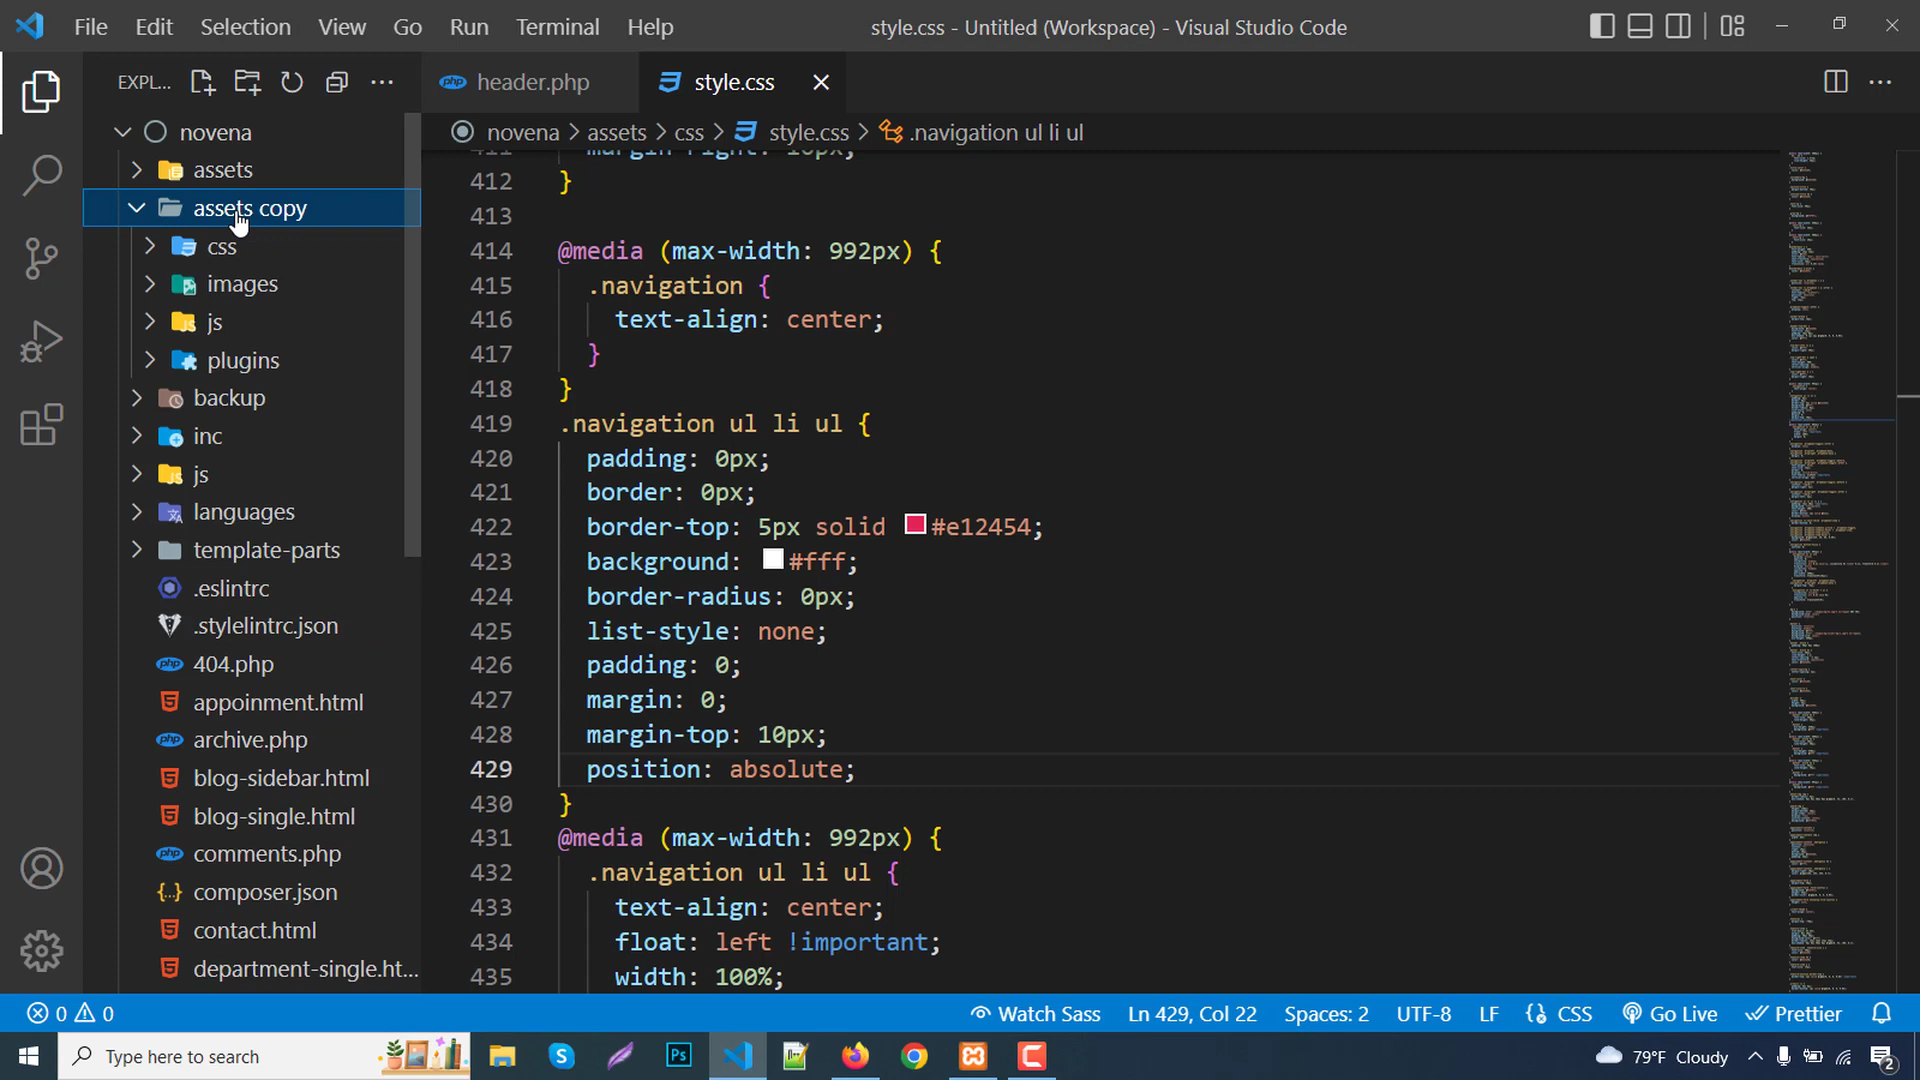 File Edit Selection View Go Run Terminal Help
style.css - Untitled (Workspace) - Visual Studio Code
EXPL...
header.php
style.css
novena > assets > css > style.css > .navigation ul li ul
novena
assets
assets copy
css
images
js
plugins
backup
inc
js
languages
template-parts
.eslintrc
.stylelintrc.json
404.php
appoinment.html
archive.php
blog-sidebar.html
blog-single.html
comments.php
composer.json
contact.html
department-single.ht...
411 margin-right: 10px;
412 }
413
414 @media (max-width: 992px) {
415 .navigation {
416 text-align: center;
417 }
418 }
419 .navigation ul li ul {
420 padding: 0px;
421 border: 0px;
422 border-top: 5px solid #e12454;
423 background: #fff;
424 border-radius: 0px;
425 list-style: none;
426 padding: 0;
427 margin: 0;
428 margin-top: 10px;
429 position: absolute;
430 }
431 @media (max-width: 992px) {
432 .navigation ul li ul {
433 text-align: center;
434 float: left !important;
435 width: 100%;
0 0 Watch Sass Ln 429, Col 22 Spaces: 2 UTF-8 LF CSS Go Live Prettier
Type here to search
79°F Cloudy
2